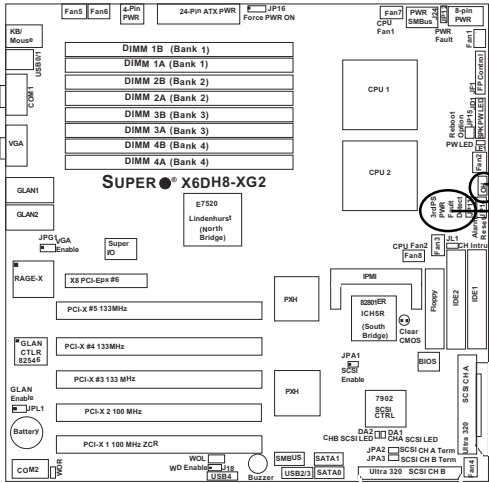 Fan5
Fan6
4-Pin
PWR
24-Pin ATX PWR
JP16
Force PWR ON
Fan7
CPU
Fan1
PWR
SMBus
J24
JP12
8-pin
PWR
PWR
Fault
Fan1
KB/
Mouse
USB0/1
COM1
VGA
GLAN1
GLAN2
DIMM 1B (Bank 1)
DIMM 1A (Bank 1)
DIMM 2B (Bank 2)
DIMM 2A (Bank 2)
DIMM 3B (Bank 3)
DIMM 3A (Bank 3)
DIMM 4B (Bank 4)
DIMM 4A (Bank 4)
CPU 1
CPU 2
FP Control
JF1
JD1
PWLED
SPK
Reboot
Option
JP15
PWLED
Fan2
SUPER ® X6DH8-XG2
E7520
Lindenhurst
(North
Bridge)
3rdPS
PWR
Fault
Detect
Alarm
Reset
JPG1
VGA
Enable
Super
IO
CPU Fan2
Fan8
Fan3
JL1
CH Intru
RAGE-X
X8 PCI-Epx #6
PXH
IPMI
82801ER
ICH5R
(South
Bridge)
Clear
CMOS
Floppy
IDE2
IDE1
PCI-X #5 133MHz
GLAN
CTLR
82546
PCI-X #4 133MHz
JPA1
SCSI
Enable
BIOS
PCI-X #3 133 MHz
PXH
GLAN
Enable
JPL1
7902
SCSI
CTRL
Ultra 320 SCSI CH A
PCI-X 2 100 MHz
Battery
DA2
DA1
CHB SCSI LED
CHA SCSI LED
PCI-X 1 100 MHz ZCR
JPA2
SCSI CH A Term
JPA3
SCSI CH B Term
COM2
WOR
WOL
WD Enable
J18
USB4
Buzzer
SMBUS
USB2/3
SATA1
SATA0
Ultra 320 SCSI CH B
Fan4